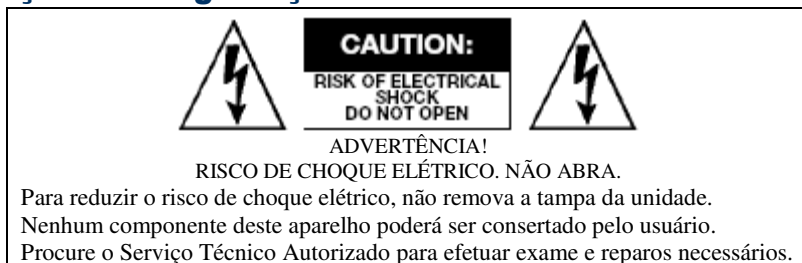 CAUTION:
RISK OF ELECTRICAL
SHOCK
DO NOT OPEN
ADVERTÊNCIA!
RISCO DE CHOQUE ELÉTRICO. NÃO ABRA.
Para reduzir o risco de choque elétrico, não remova a tampa da unidade.
Nenhum componente deste aparelho poderá ser consertado pelo usuário.
Procure o Serviço Técnico Autorizado para efetuar exame e reparos necessários.